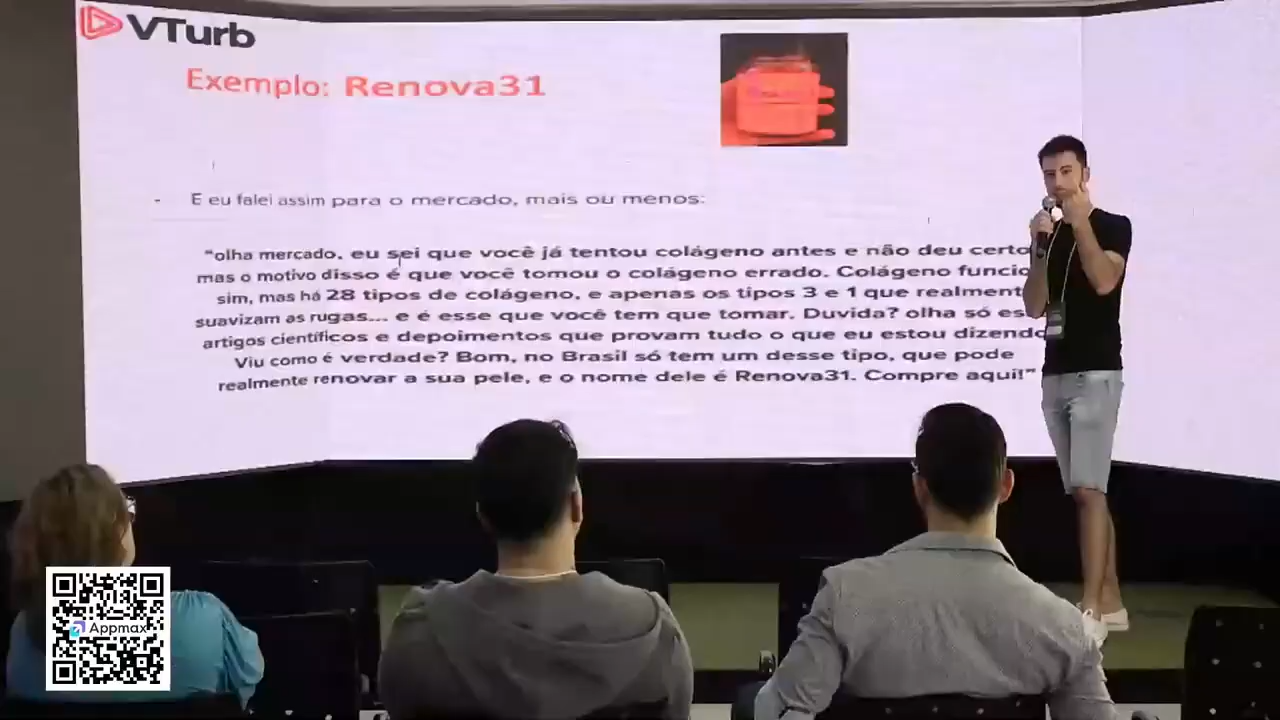 VTurb
Exemplo: Renova31
- E eu falei assim para o mercado, mais ou menos:
"olha mercado, eu sei que você já tentou colágeno antes e não deu certo
mas o motivo disso é que você tomou o colágeno errado. Colágeno funcio
sim, mas há 28 tipos de colágeno, e apenas os tipos 3 e 1 que realment
suavizam as rugas... e é esse que você tem que tomar. Duvida? olha só es
artigos científicos e depoimentos que provam tudo o que eu estou dizendo
Viu como é verdade? Bom, no Brasil só tem um desse tipo, que pode
realmente renovar a sua pele, e o nome dele é Renova31. Compre aqui!"
Appmax